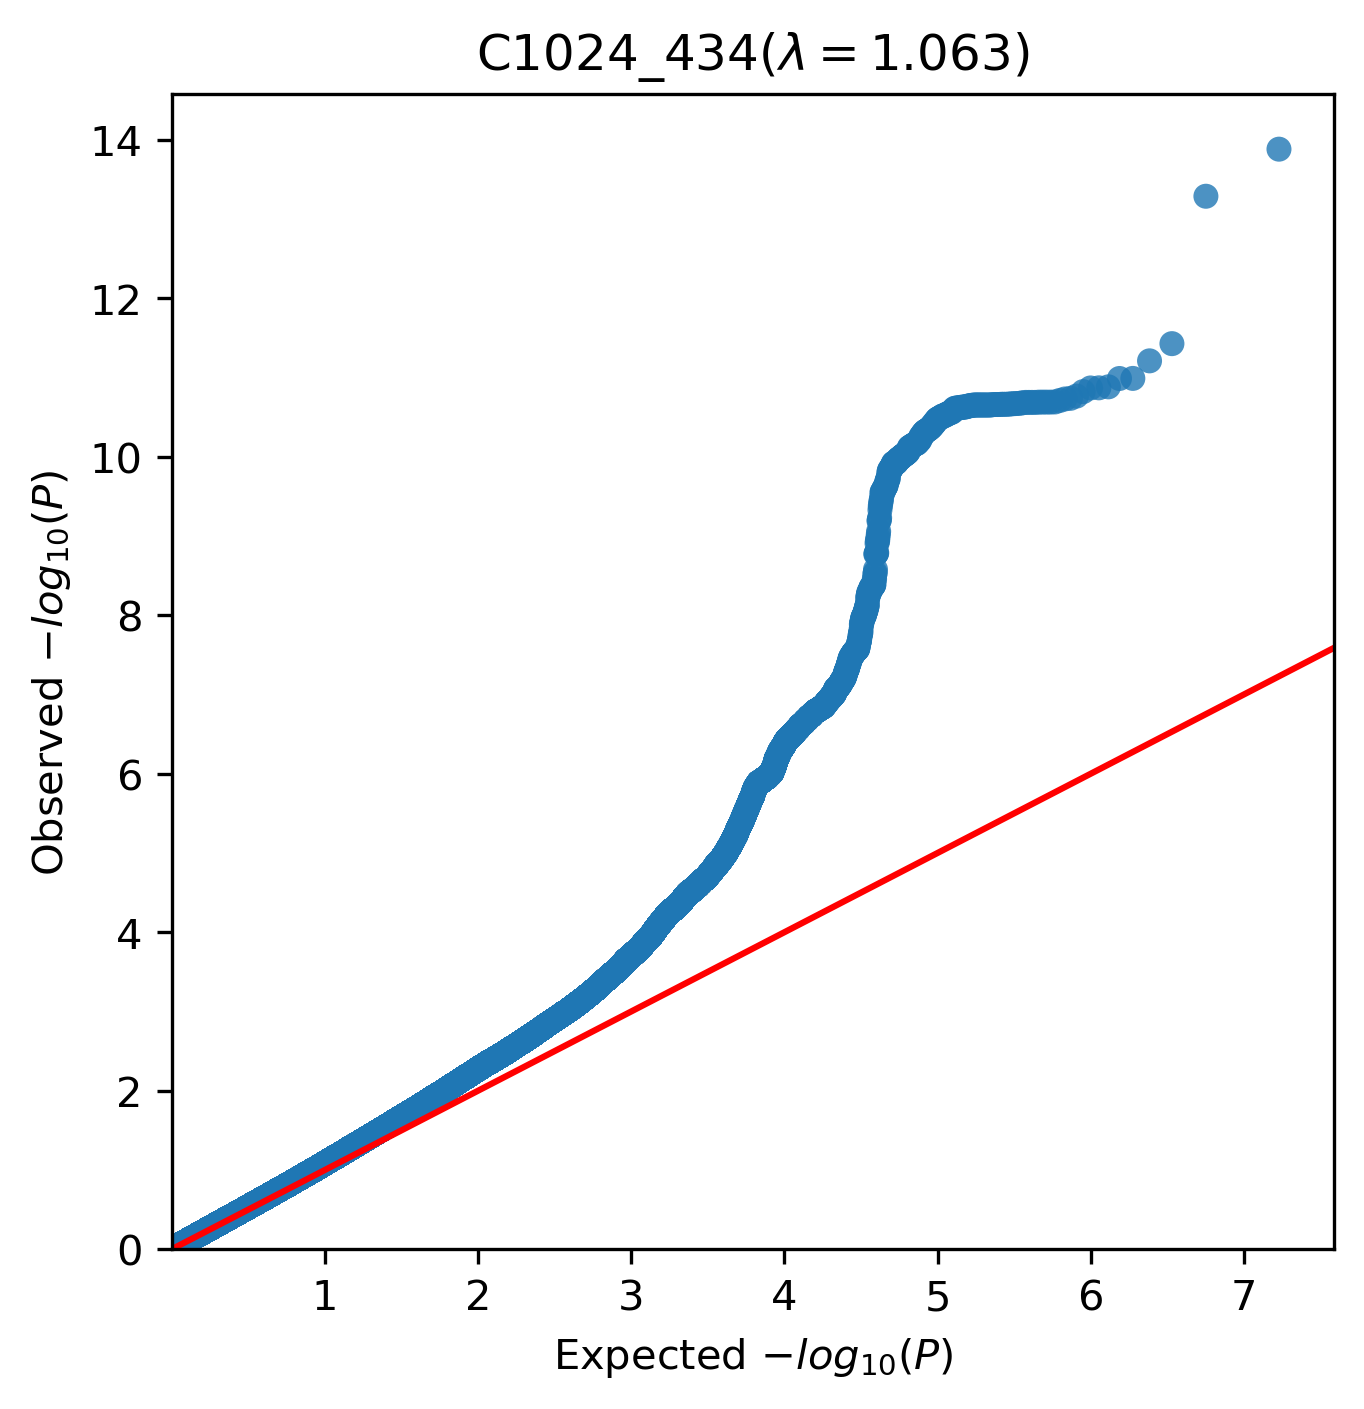 C1024_434(λ = 1.063)
14
12
10
8
6
4
2
0
Observed −log₁₀(P)
1 2 3 4 5 6 7
Expected −log₁₀(P)